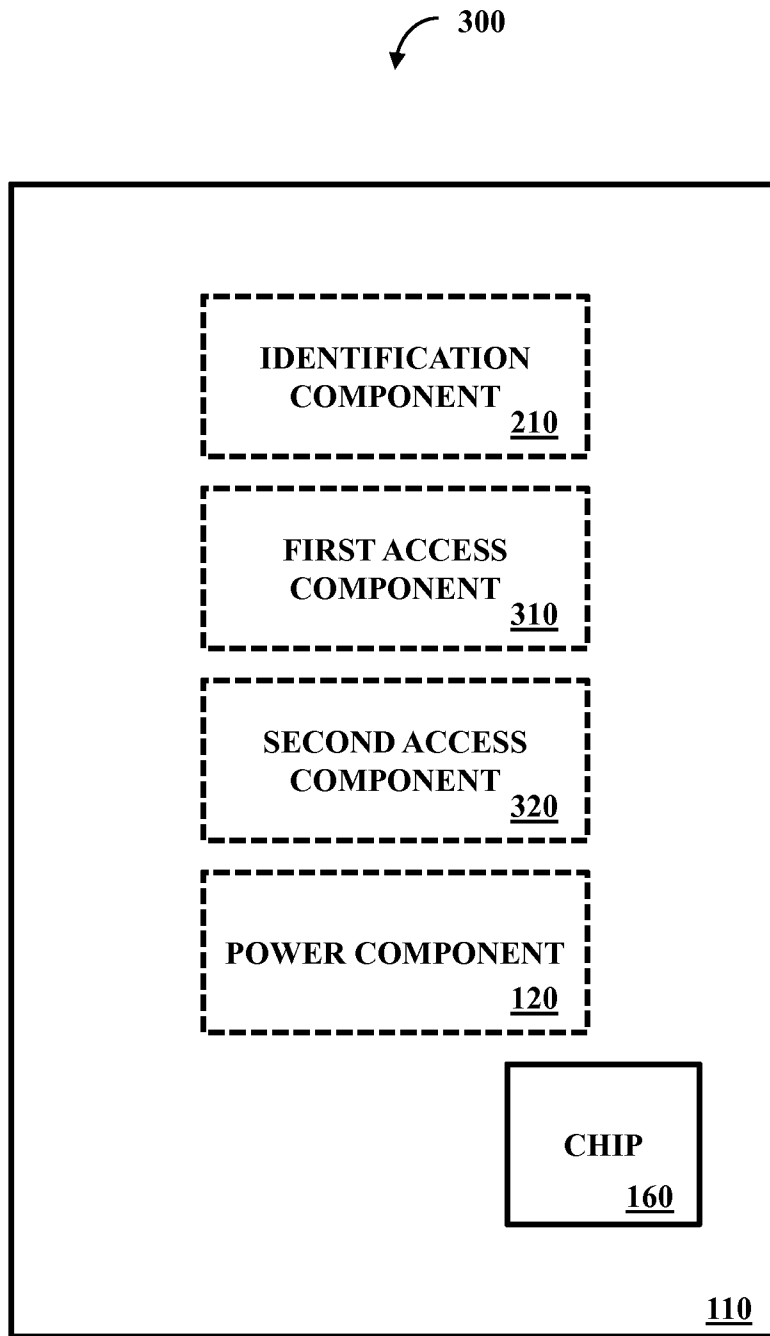 300
IDENTIFICATION
COMPONENT
210
FIRST ACCESS
COMPONENT
310
SECOND ACCESS
COMPONENT
320
POWER COMPONENT
120
CHIP
160
110